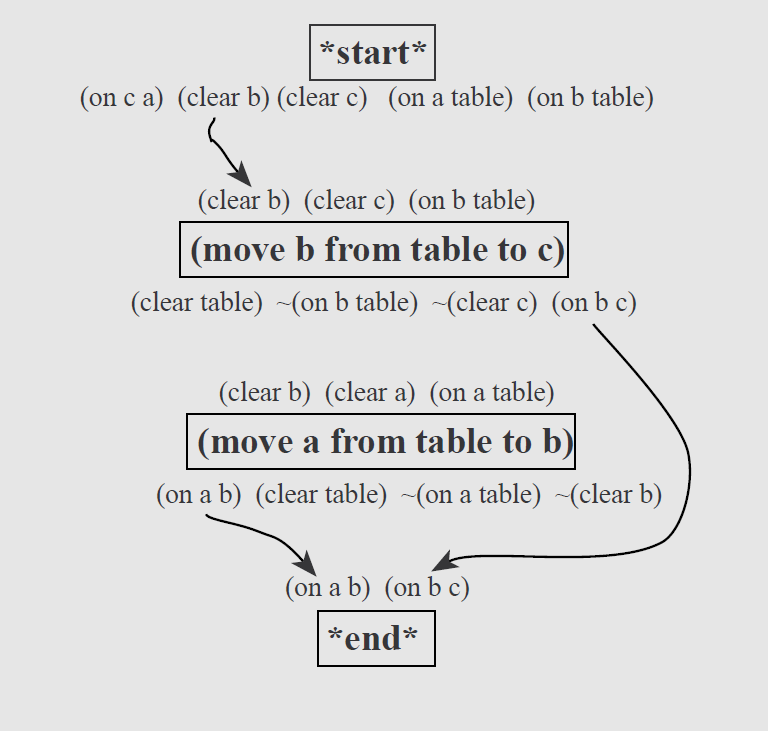 *start*
(on c a) (clear b) (clear c) (on a table) (on b table)
(clear b) (clear c) (on b table)
(move b from table to c)
(clear table) ~(on b table) ~(clear c) (on b c)
(clear b) (clear a) (on a table)
(move a from table to b)
(on a b) (clear table) ~(on a table) ~(clear b)
(on a b) (on b c)
*end*